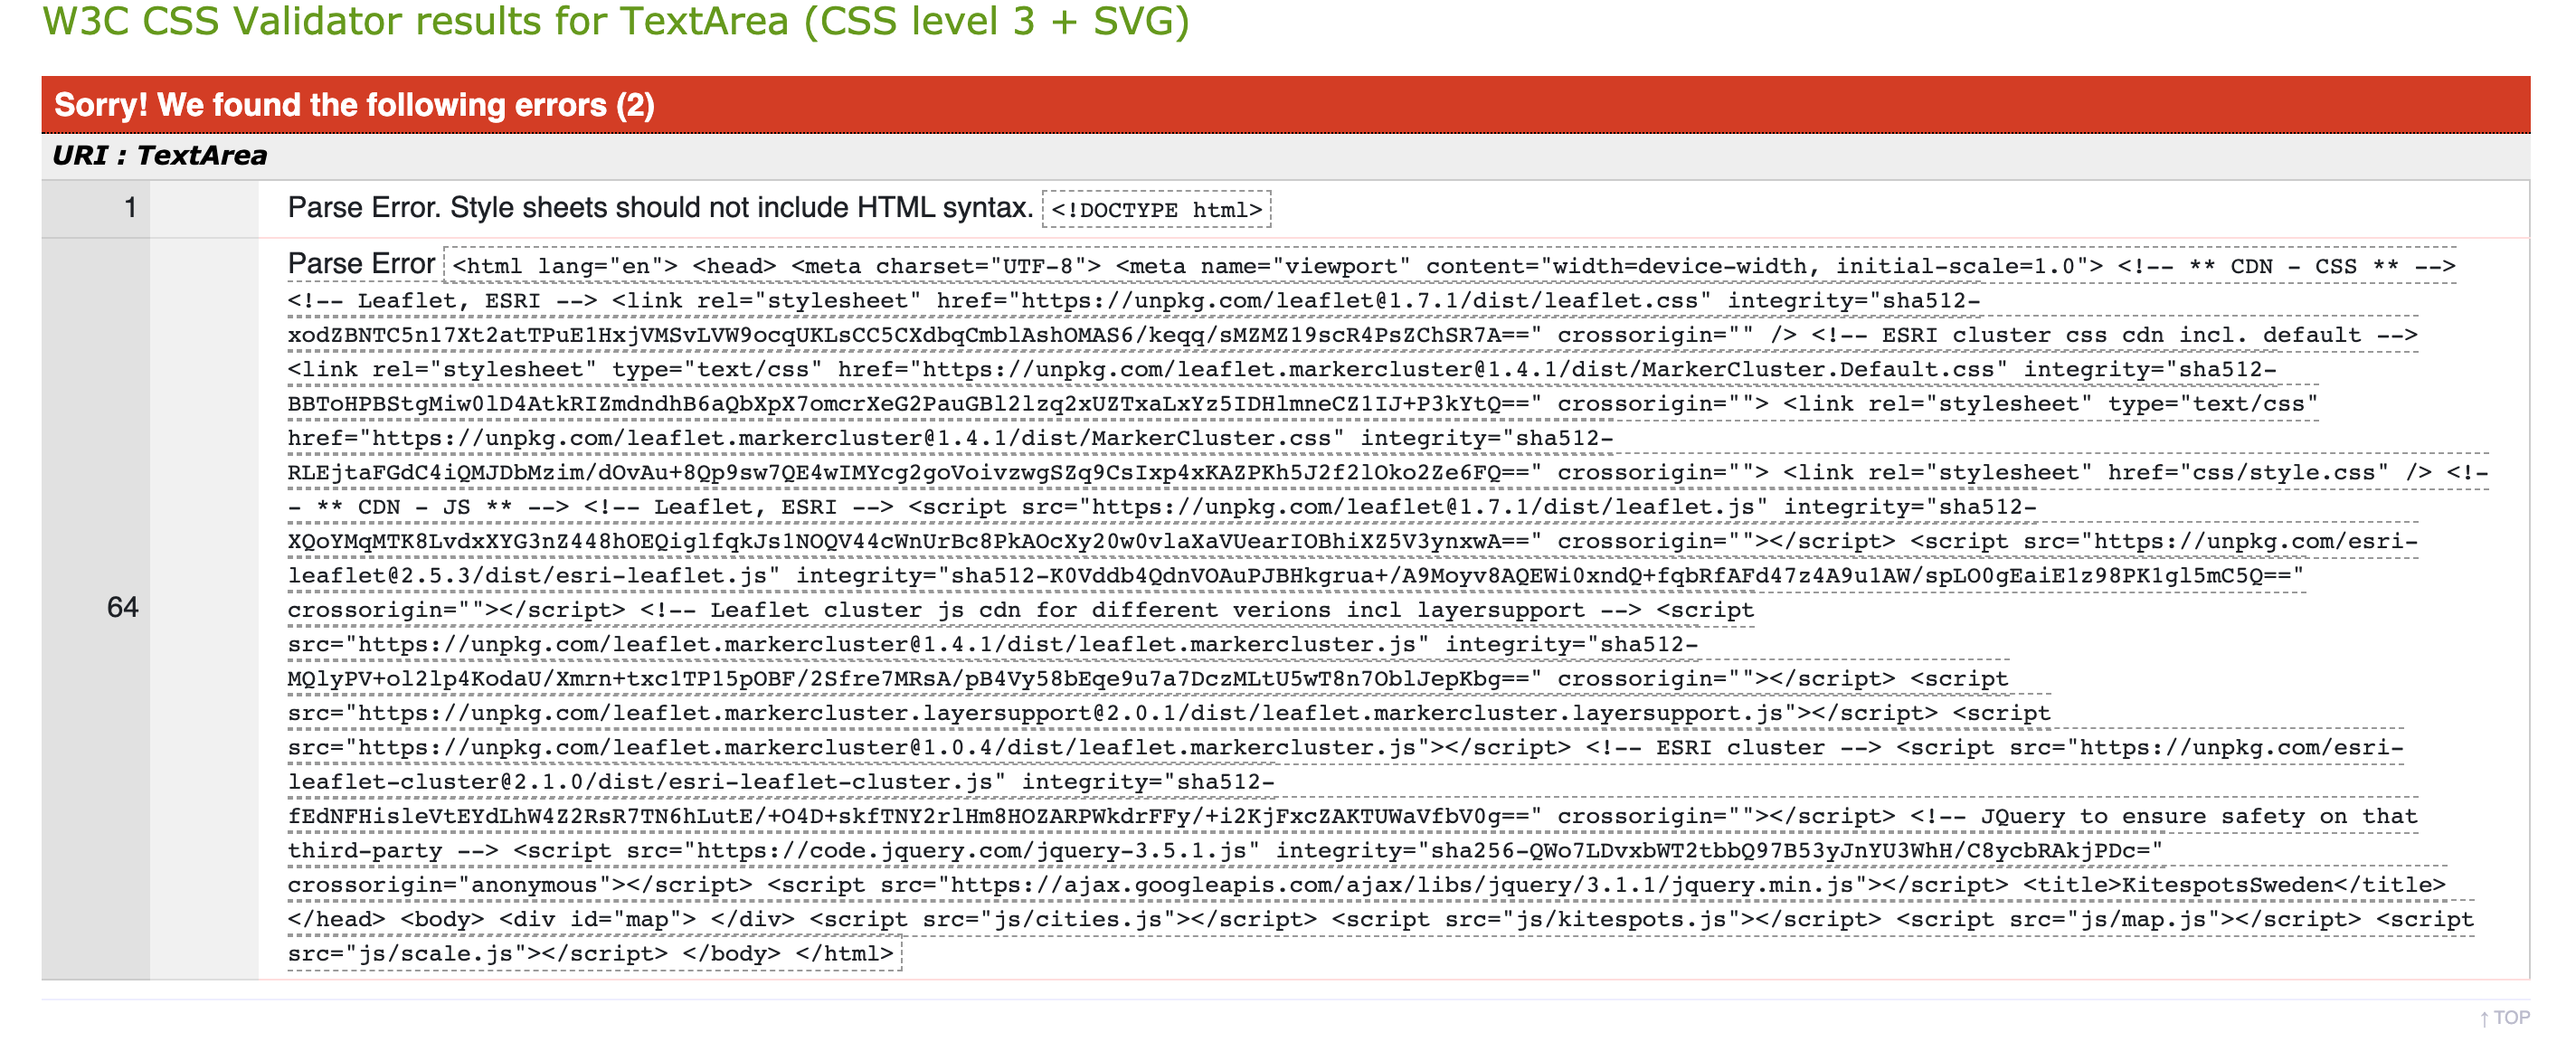 W3C CSS Validator results for TextArea (CSS level 3 + SVG)
Sorry! We found the following errors (2)
URI : TextArea
1 Parse Error. Style sheets should not include HTML syntax. <!DOCTYPE html>
Parse Error <html lang="en"> <head> <meta charset="UTF-8"> <meta name="viewport" content="width=device-width, initial-scale=1.0"> <!-- ** CDN - CSS ** -->
<!-- Leaflet, ESRI --> <link rel="stylesheet" href="https://unpkg.com/leaflet@1.7.1/dist/leaflet.css" integrity="sha512-
xodZBNTC5n17Xt2atTPuE1HxjVMSvLVW9ocqUKLsCC5CXdbqCmblAshOMAS6/keqq/sMZMZ19scR4PsZChSR7A==" crossorigin="" /> <!-- ESRI cluster css cdn incl. default -->
<link rel="stylesheet" type="text/css" href="https://unpkg.com/leaflet.markercluster@1.4.1/dist/MarkerCluster.Default.css" integrity="sha512-
BBToHPBStgMiw0lD4AtkRIZmdndhB6aQbXpX7omcrXeG2PauGBl2lzq2xUZTxaLxYz5IDHlmneCZ1IJ+P3kYtQ==" crossorigin=""> <link rel="stylesheet" type="text/css"
href="https://unpkg.com/leaflet.markercluster@1.4.1/dist/MarkerCluster.css" integrity="sha512-
RLEjtaFGdC4iQMJDbMzim/dOvAu+8Qp9sw7QE4wIMYcg2goVoivzwgSZq9CsIxp4xKAZPKh5J2f2lOko2Ze6FQ==" crossorigin=""> <link rel="stylesheet" href="css/style.css" /> <!-
- ** CDN - JS ** --> <!-- Leaflet, ESRI --> <script src="https://unpkg.com/leaflet@1.7.1/dist/leaflet.js" integrity="sha512-
XQoYMqMTK8LvdxXYG3nZ448hOEQiglfqkJs1NOQV44cWnUrBc8PkAOcXy20w0vlaXaVUearIOBhiXZ5V3ynxwA==" crossorigin=""></script> <script src="https://unpkg.com/esri-
leaflet@2.5.3/dist/esri-leaflet.js" integrity="sha512-K0Vddb4QdnVOAuPJBHkgrua+/A9Moyv8AQEWi0xndQ+fqbRfAFd47z4A9u1AW/spLO0gEaiE1z98PK1gl5mC5Q=="
64 crossorigin=""></script> <!-- Leaflet cluster js cdn for different verions incl layersupport --> <script
src="https://unpkg.com/leaflet.markercluster@1.4.1/dist/leaflet.markercluster.js" integrity="sha512-
MQlyPV+ol2lp4KodaU/Xmrn+txc1TP15pOBF/2Sfre7MRsA/pB4Vy58bEqe9u7a7DczMLtU5wT8n7OblJepKbg==" crossorigin=""></script> <script
src="https://unpkg.com/leaflet.markercluster.layersupport@2.0.1/dist/leaflet.markercluster.layersupport.js"></script> <script
src="https://unpkg.com/leaflet.markercluster@1.0.4/dist/leaflet.markercluster.js"></script> <!-- ESRI cluster --> <script src="https://unpkg.com/esri-
leaflet-cluster@2.1.0/dist/esri-leaflet-cluster.js" integrity="sha512-
fEdNFHisleVtEYdLhW4Z2RsR7TN6hLutE/+O4D+skfTNY2rlHm8HOZARPWkdrFFy/+i2KjFxcZAKTUWaVfbV0g==" crossorigin=""></script> <!-- JQuery to ensure safety on that
third-party --> <script src="https://code.jquery.com/jquery-3.5.1.js" integrity="sha256-QWo7LDvxbWT2tbbQ97B53yJnYU3WhH/C8ycbRAkjPDc="
crossorigin="anonymous"></script> <script src="https://ajax.googleapis.com/ajax/libs/jquery/3.1.1/jquery.min.js"></script> <title>KitespotsSweden</title>
</head> <body> <div id="map"> </div> <script src="js/cities.js"></script> <script src="js/kitespots.js"></script> <script src="js/map.js"></script> <script
src="js/scale.js"></script> </body> </html>
↑ TOP